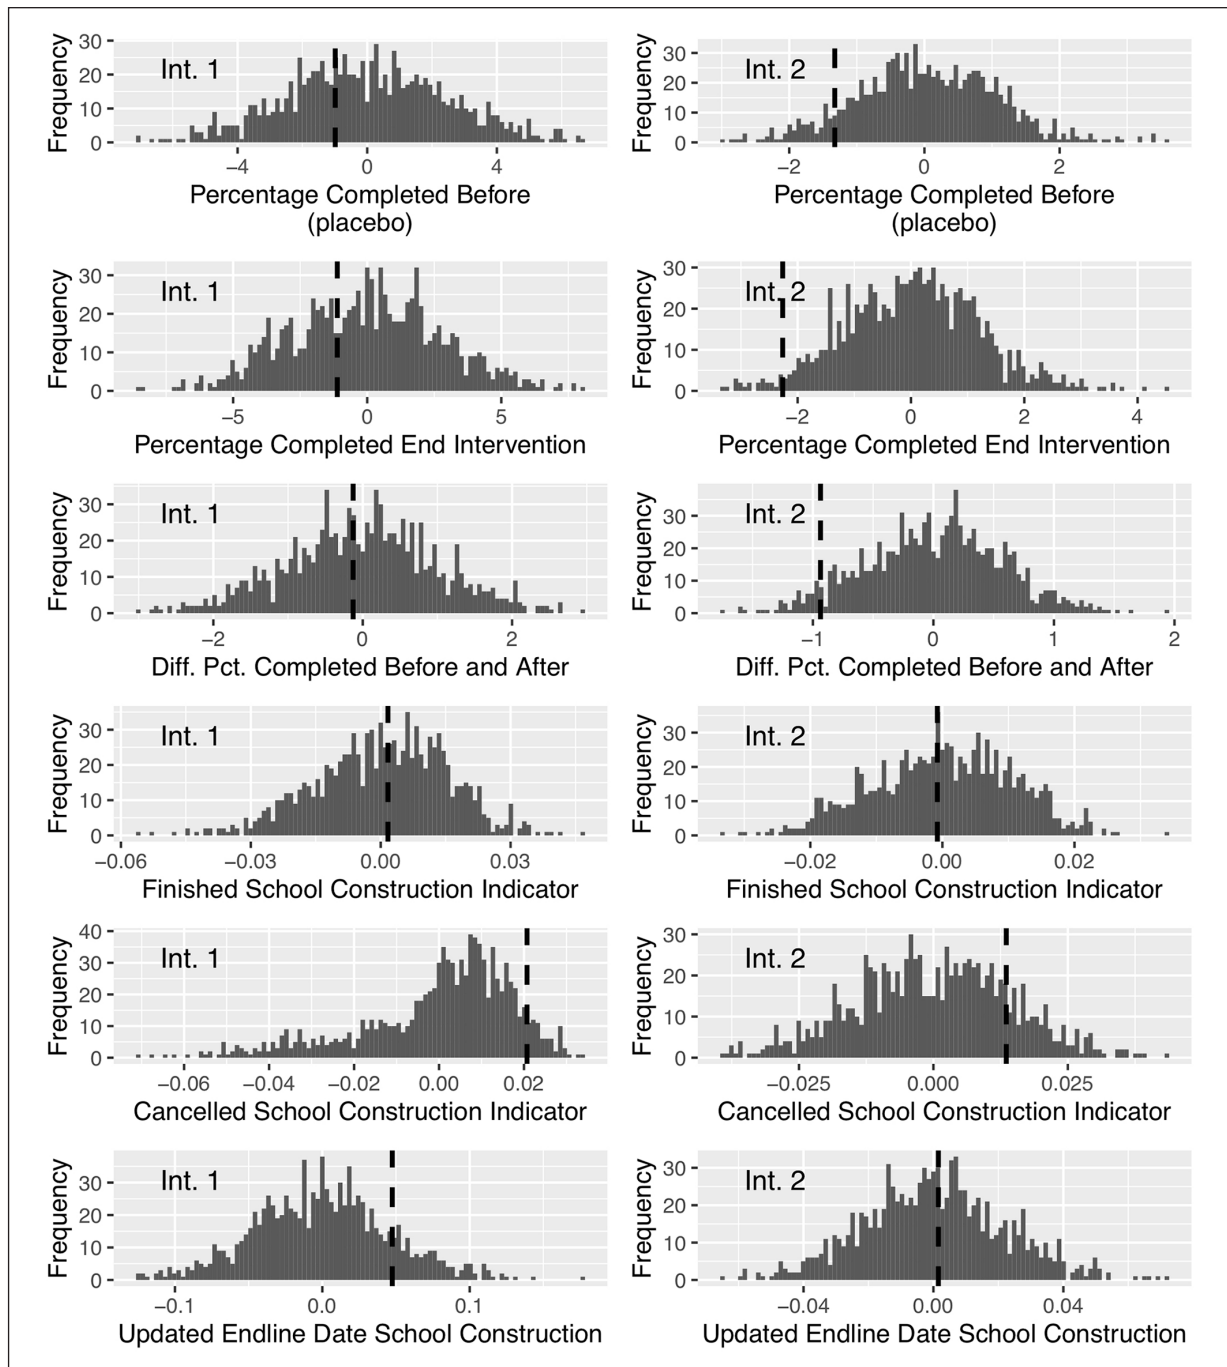 Frequency
30
20
10
0
Int. 1
−4 0 4
Percentage Completed Before
(placebo)
Frequency
30
20
10
0
Int. 2
−2 0 2
Percentage Completed Before
(placebo)
Frequency
30
20
10
0
Int. 1
−5 0 5
Percentage Completed End Intervention
Frequency
30
20
10
0
Int. 2
−2 0 2 4
Percentage Completed End Intervention
Frequency
30
20
10
0
Int. 1
−2 0 2
Diff. Pct. Completed Before and After
Frequency
30
20
10
0
Int. 2
−1 0 1 2
Diff. Pct. Completed Before and After
Frequency
30
20
10
0
Int. 1
−0.06 −0.03 0.00 0.03
Finished School Construction Indicator
Frequency
30
20
10
0
Int. 2
−0.02 0.00 0.02
Finished School Construction Indicator
Frequency
40
30
20
10
0
Int. 1
−0.06 −0.04 −0.02 0.00 0.02
Cancelled School Construction Indicator
Frequency
30
20
10
0
Int. 2
−0.025 0.000 0.025
Cancelled School Construction Indicator
Frequency
30
20
10
0
Int. 1
−0.1 0.0 0.1
Updated Endline Date School Construction
Frequency
30
20
10
0
Int. 2
−0.04 0.00 0.04
Updated Endline Date School Construction